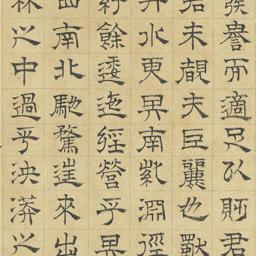 發譽而適足以貶君
君未覩夫巨麗也獨
丹水更其南紫淵徑
紆餘逶迤經營乎其
西南北馳騖往來出
林之中過乎泱漭之